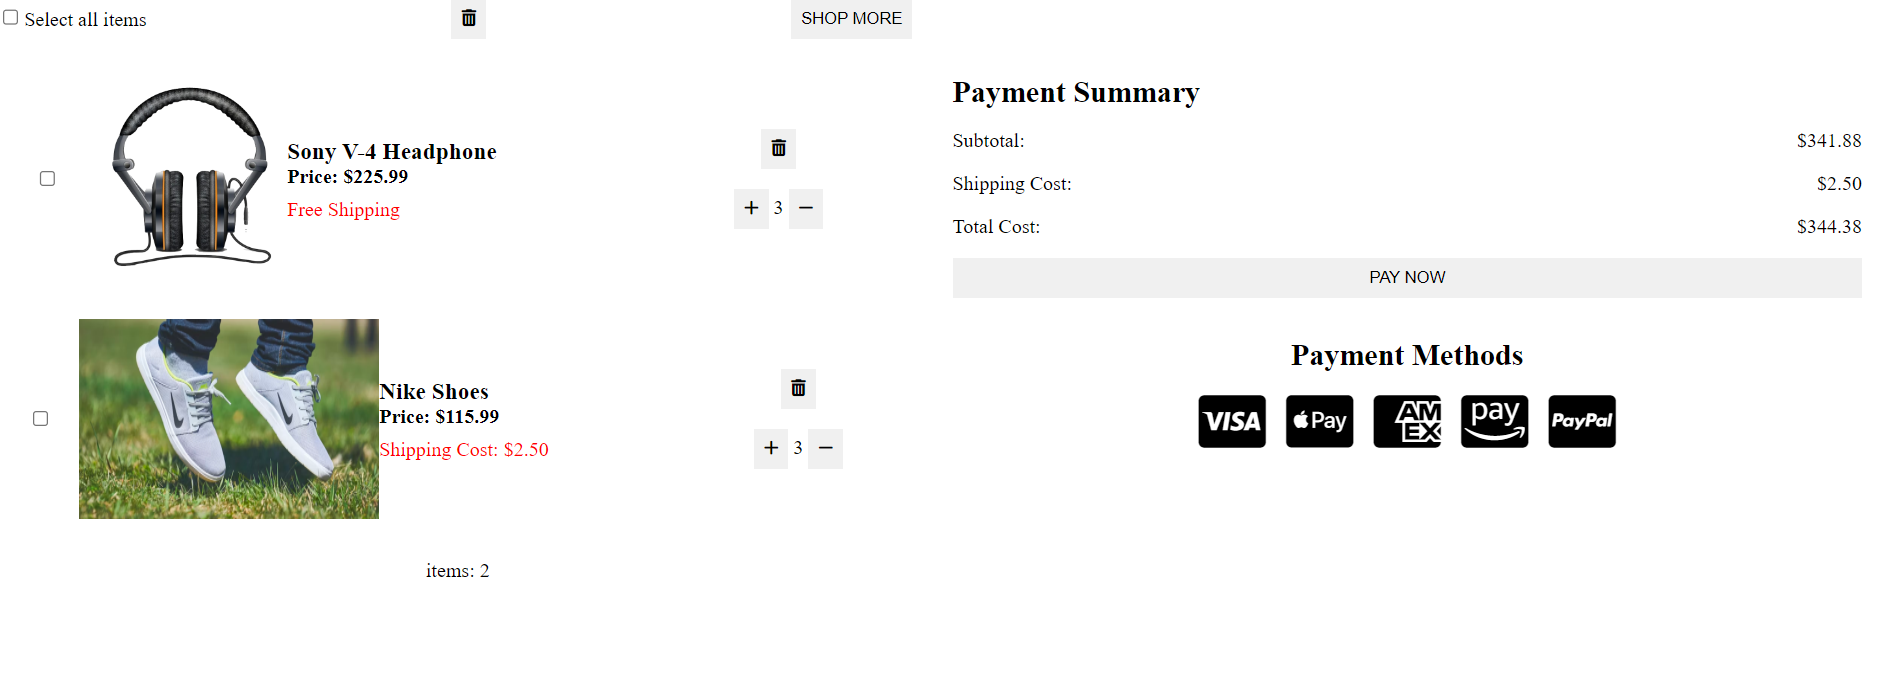 Select all items
SHOP MORE
Sony V-4 Headphone
Price: $225.99
Free Shipping
+ 3 −
Nike Shoes
Price: $115.99
Shipping Cost: $2.50
+ 3 −
items: 2
Payment Summary
Subtotal: $341.88
Shipping Cost: $2.50
Total Cost: $344.38
PAY NOW
Payment Methods
VISA
Pay
AM
EX
pay
PayPal